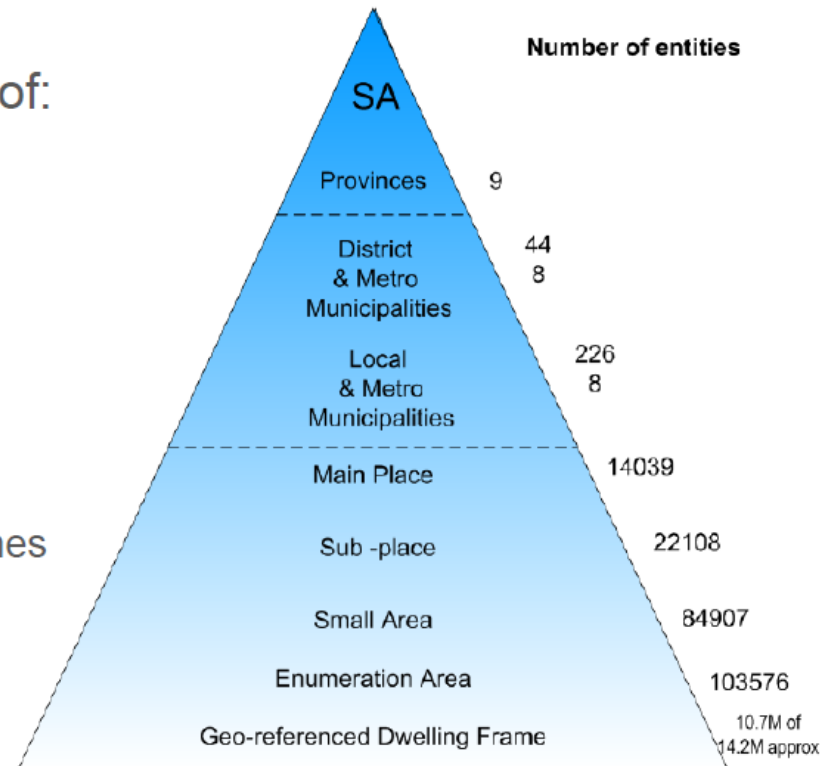 of:
Number of entities
SA
Provinces 9
District 44
& Metro 8
Municipalities
Local 226
& Metro 8
Municipalities
Main Place 14039
nes
Sub -place 22108
Small Area 84907
Enumeration Area 103576
Geo-referenced Dwelling Frame
10.7M of
14.2M approx